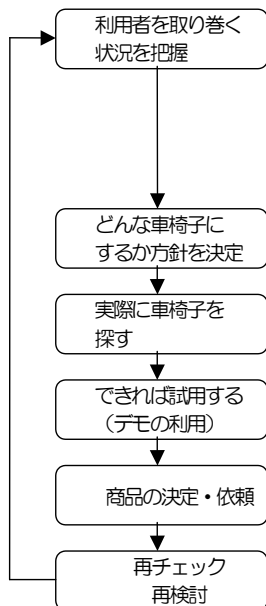 利用者を取り巻く
状況を把握
どんな車椅子に
するか方針を決定
実際に車椅子を
探す
できれば試用する
（デモの利用）
商品の決定・依頼
再チェック
再検討